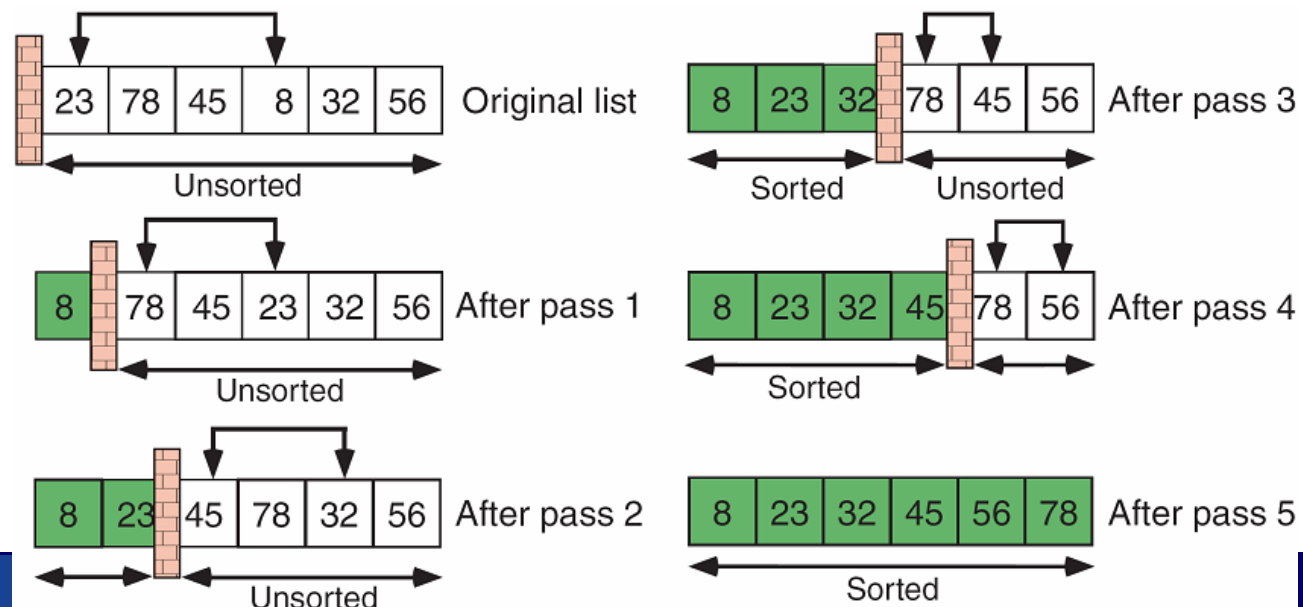 23 78 45 8 32 56 Original list
Unsorted
8 78 45 23 32 56 After pass 1
Unsorted
8 23 45 78 32 56 After pass 2
Unsorted
8 23 32 78 45 56 After pass 3
Sorted Unsorted
8 23 32 45 78 56 After pass 4
Sorted
8 23 32 45 56 78 After pass 5
Sorted